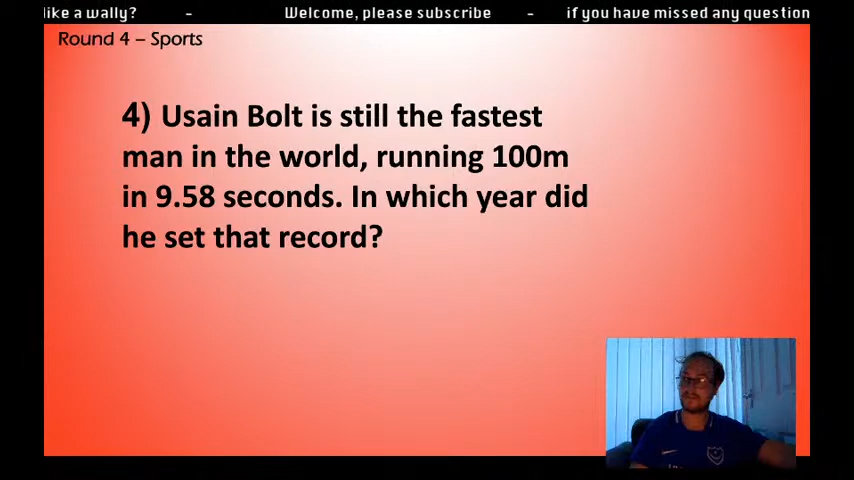 like a wally? - Welcome, please subscribe - if you have missed any question
Round 4 – Sports
4) Usain Bolt is still the fastest
man in the world, running 100m
in 9.58 seconds. In which year did
he set that record?